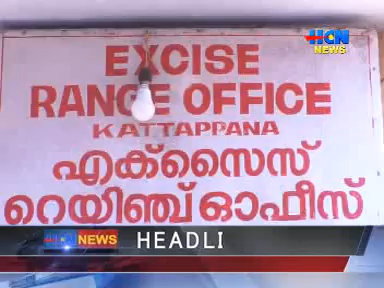 HCN
NEWS
EXCISE
RANGE OFFICE
KATTAPPANA
എക്സൈസ്
റെയിഞ്ച് ഓഫീസ്
HCN NEWS HEADLI